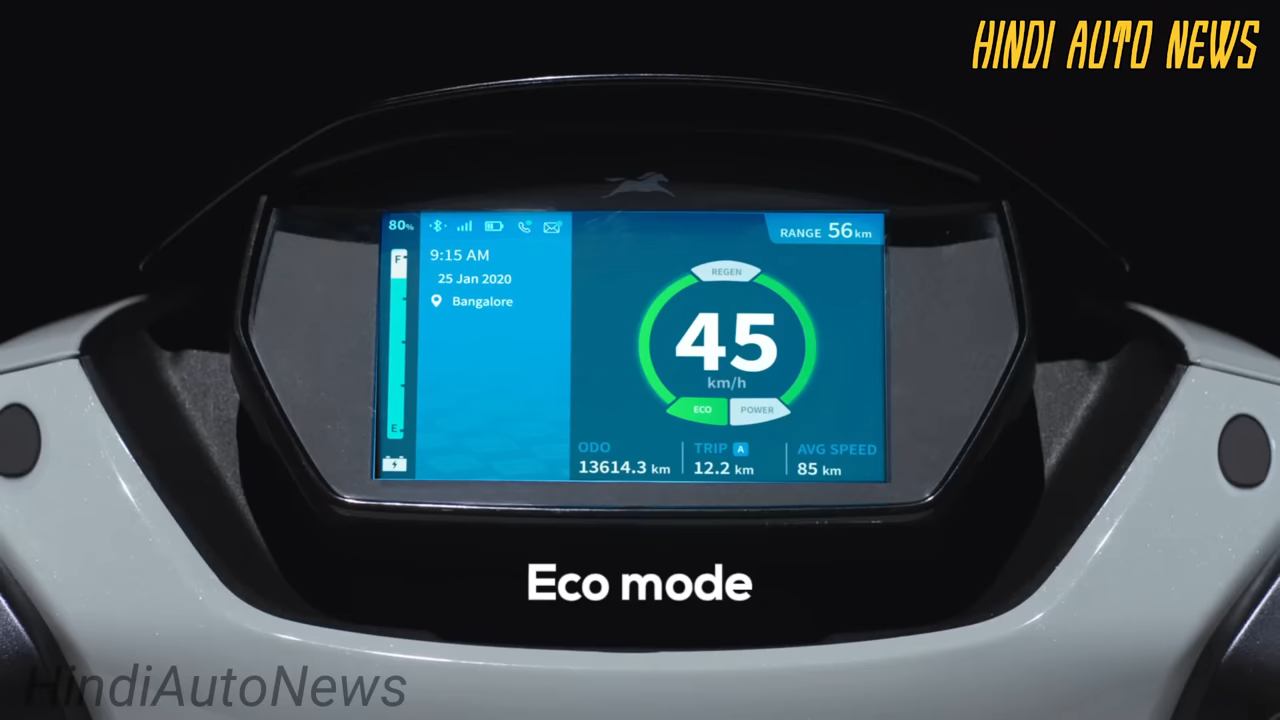 HINDI AUTO NEWS
80%
F
E
9:15 AM
25 Jan 2020
Bangalore
RANGE 56 km
REGEN
45
km/h
ECO POWER
ODO TRIP A AVG SPEED
13614.3 km 12.2 km 85 km
Eco mode
HindiAutoNews